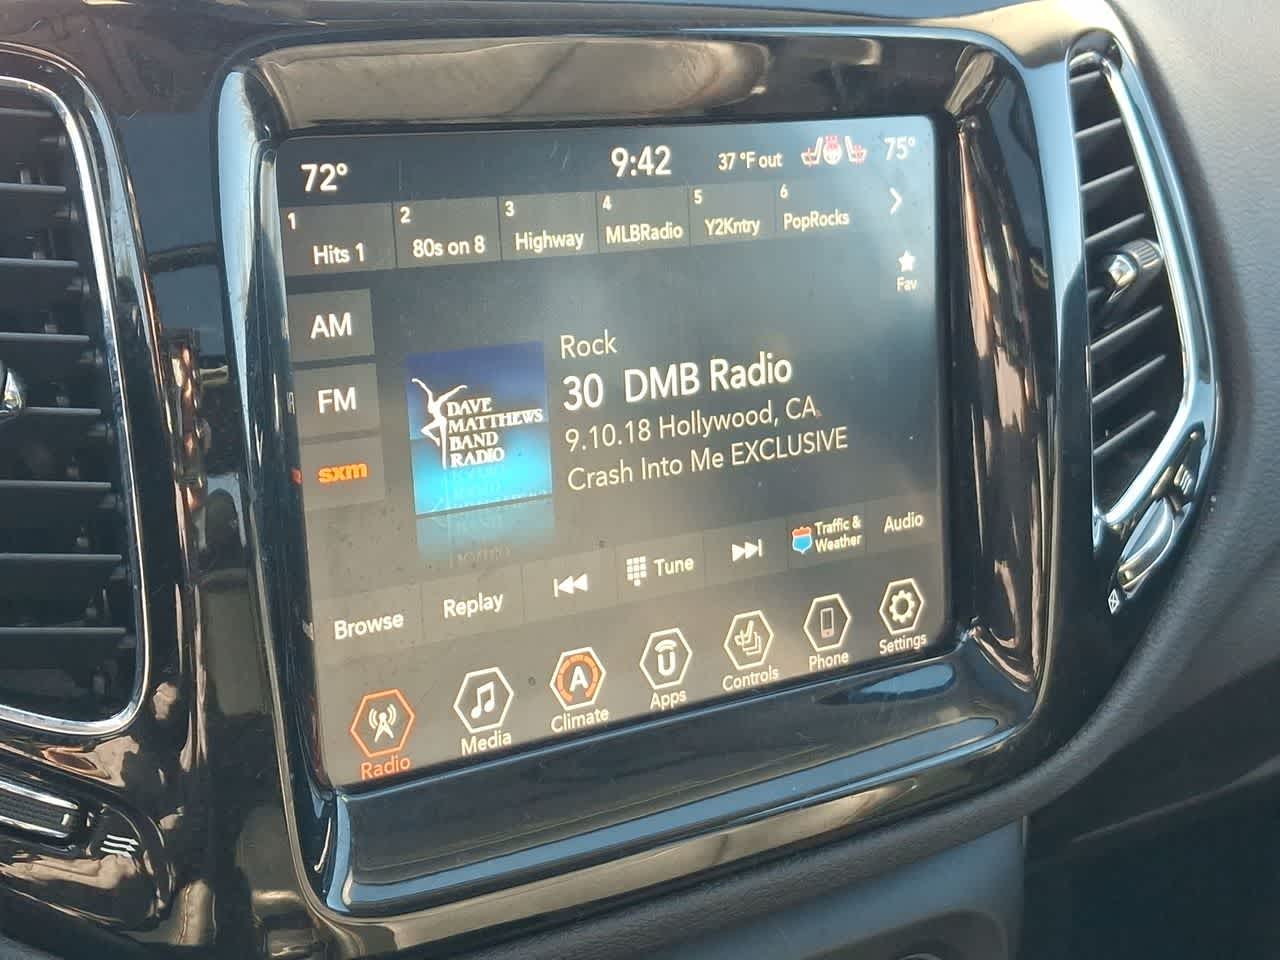 72°
9:42
37 °F out
75°
1
Hits 1
2
80s on 8
3
Highway
4
MLBRadio
5
Y2Kntry
6
PopRocks
Fav
AM
FM
sxm
DAVE
MATTHEWS
BAND
RADIO
Rock
30 DMB Radio
9.10.18 Hollywood, CA.
Crash Into Me EXCLUSIVE
Browse
Replay
Tune
Traffic &
Weather
Audio
Radio
Media
A
Climate
U
Apps
Controls
Phone
Settings